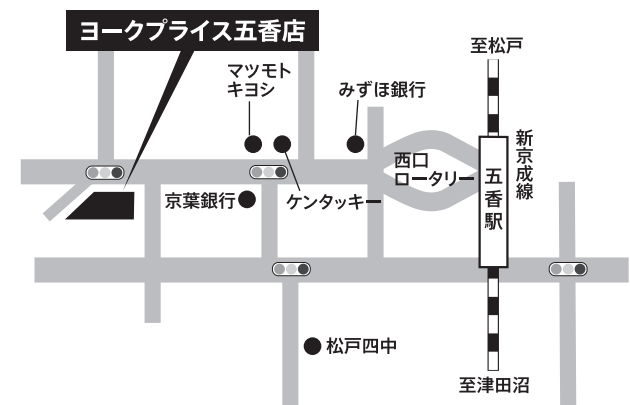 ヨークプライス五香店
至松戸
マツモト
キヨシ
みずほ銀行
新京成線
西口
ロータリー
五香駅
京葉銀行
ケンタッキー
松戸四中
至津田沼